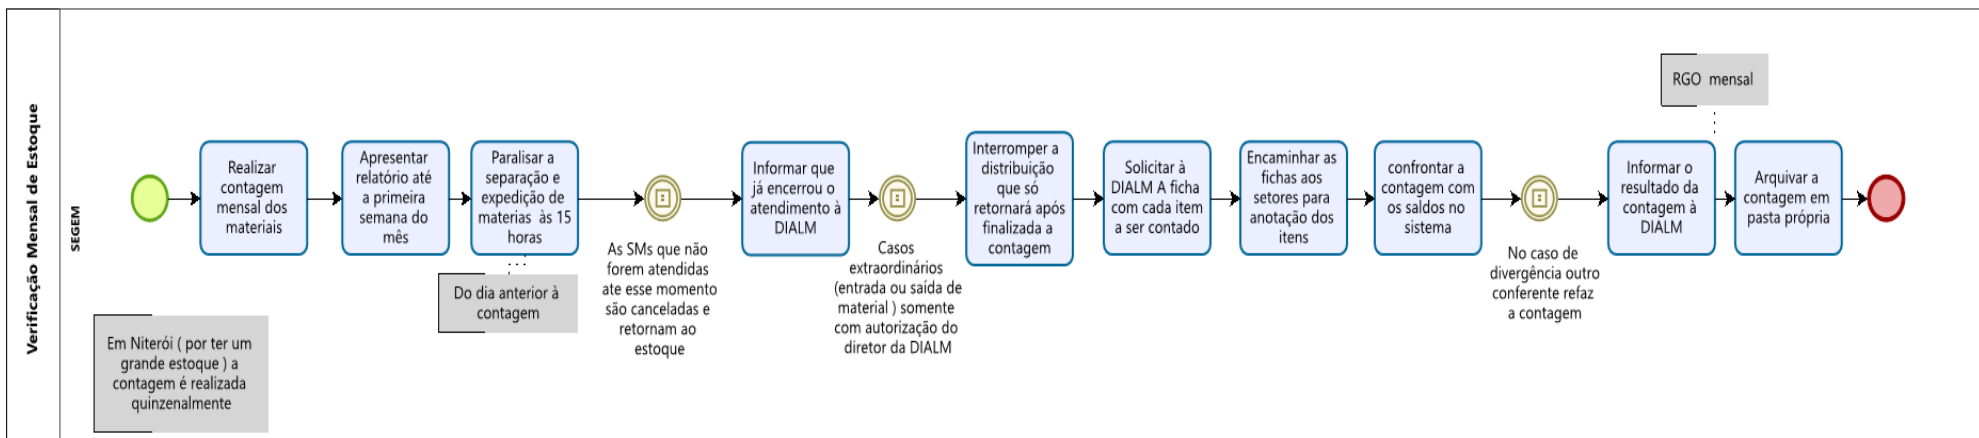 Verificação Mensal de Estoque
SEGEM
Realizar
contagem
mensal dos
materiais
Apresentar
relatório até
a primeira
semana do
mês
Paralisar a
separação e
expedição de
materias às 15
horas
Do dia anterior à
contagem
As SMs que não
forem atendidas
ate esse momento
são canceladas e
retornam ao
estoque
Informar que
já encerrou o
atendimento à
DIALM
Casos
extraordinários
(entrada ou saída de
material ) somente
com autorização do
diretor da DIALM
Interromper a
distribuição
que só
retornará após
finalizada a
contagem
Solicitar à
DIALM A ficha
com cada item
a ser contado
Encaminhar as
fichas aos
setores para
anotação dos
itens
confrontar a
contagem com
os saldos no
sistema
No caso de
divergência outro
conferente refaz
a contagem
Informar o
resultado da
contagem à
DIALM
RGO mensal
Arquivar a
contagem em
pasta própria
Em Niterói ( por ter um
grande estoque ) a
contagem é realizada
quinzenalmente